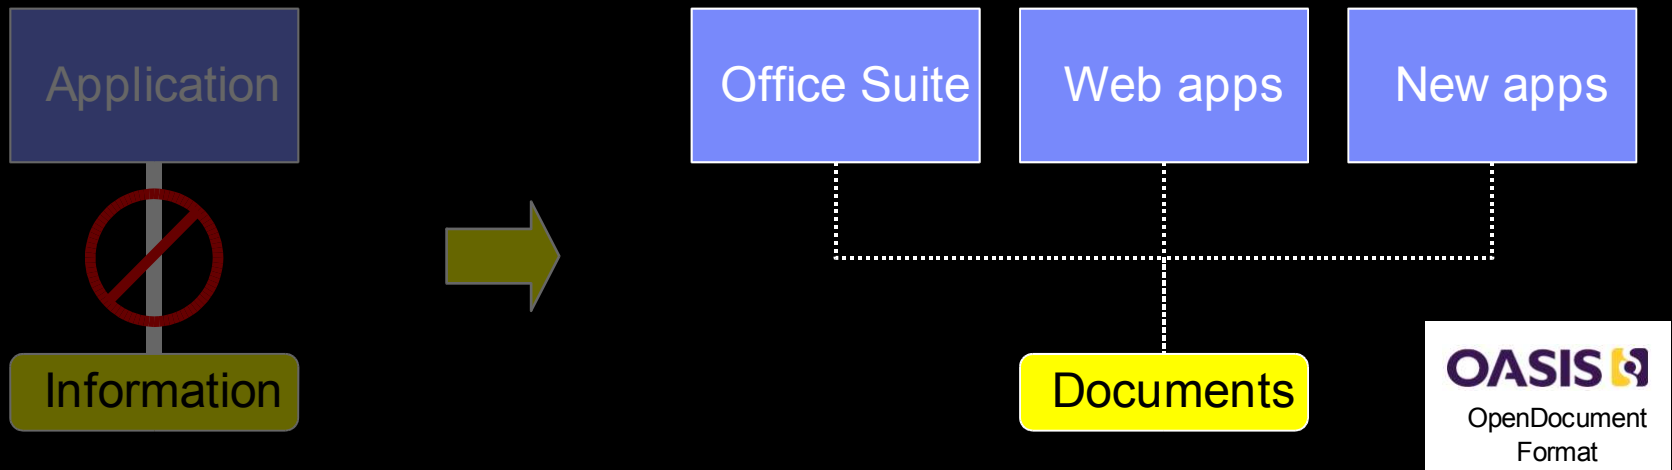 Application
Office Suite
Web apps
New apps
Information
Documents
OASIS
OpenDocument
Format